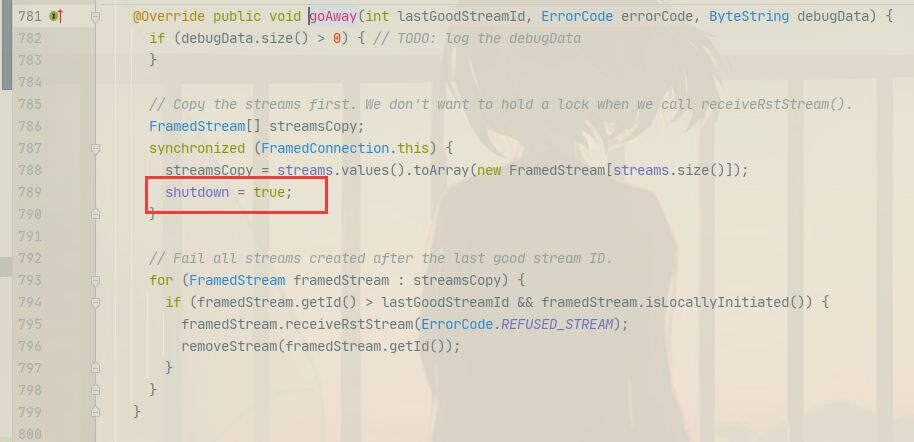 781 @Override public void goAway(int lastGoodStreamId, ErrorCode errorCode, ByteString debugData) {
782 if (debugData.size() > 0) { // TODO: log the debugData
783 }
784
785 // Copy the streams first. We don't want to hold a lock when we call receiveRstStream().
786 FramedStream[] streamsCopy;
787 synchronized (FramedConnection.this) {
788 streamsCopy = streams.values().toArray(new FramedStream[streams.size()]);
789 shutdown = true;
790 }
791
792 // Fail all streams created after the last good stream ID.
793 for (FramedStream framedStream : streamsCopy) {
794 if (framedStream.getId() > lastGoodStreamId && framedStream.isLocallyInitiated()) {
795 framedStream.receiveRstStream(ErrorCode.REFUSED_STREAM);
796 removeStream(framedStream.getId());
797 }
798 }
799 }
800